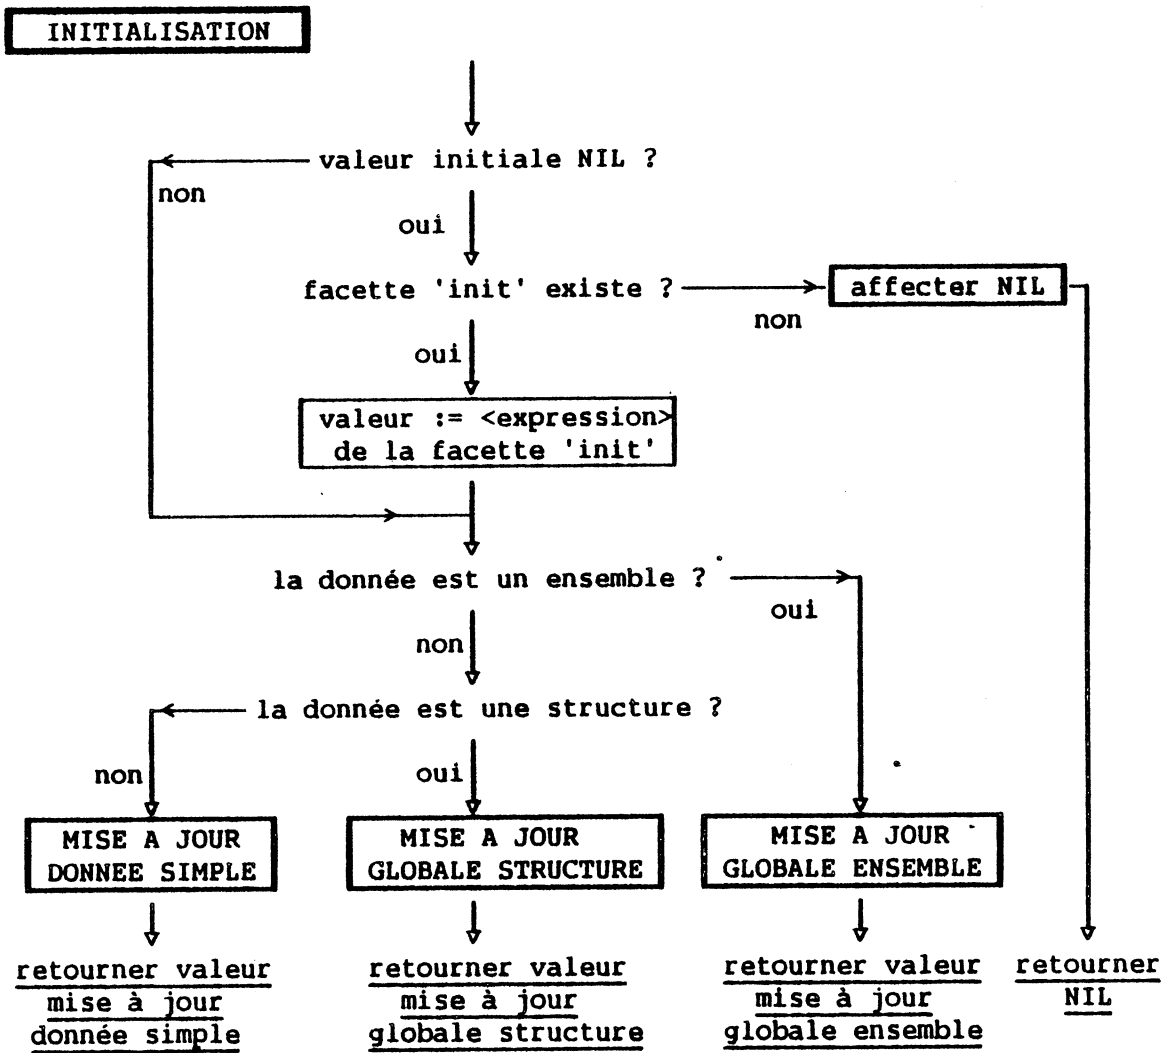 INITIALISATION
valeur initiale NIL ?
non
oui
facette 'init' existe ?
affecter NIL
non
oui
valeur := <expression>
de la facette 'init'
la donnée est un ensemble ?
oui
non
la donnée est une structure ?
non
oui
MISE A JOUR
DONNEE SIMPLE
MISE A JOUR
GLOBALE STRUCTURE
MISE A JOUR
GLOBALE ENSEMBLE
retourner valeur
mise à jour
donnée simple
retourner valeur
mise à jour
globale structure
retourner valeur
mise à jour
globale ensemble
retourner
NIL